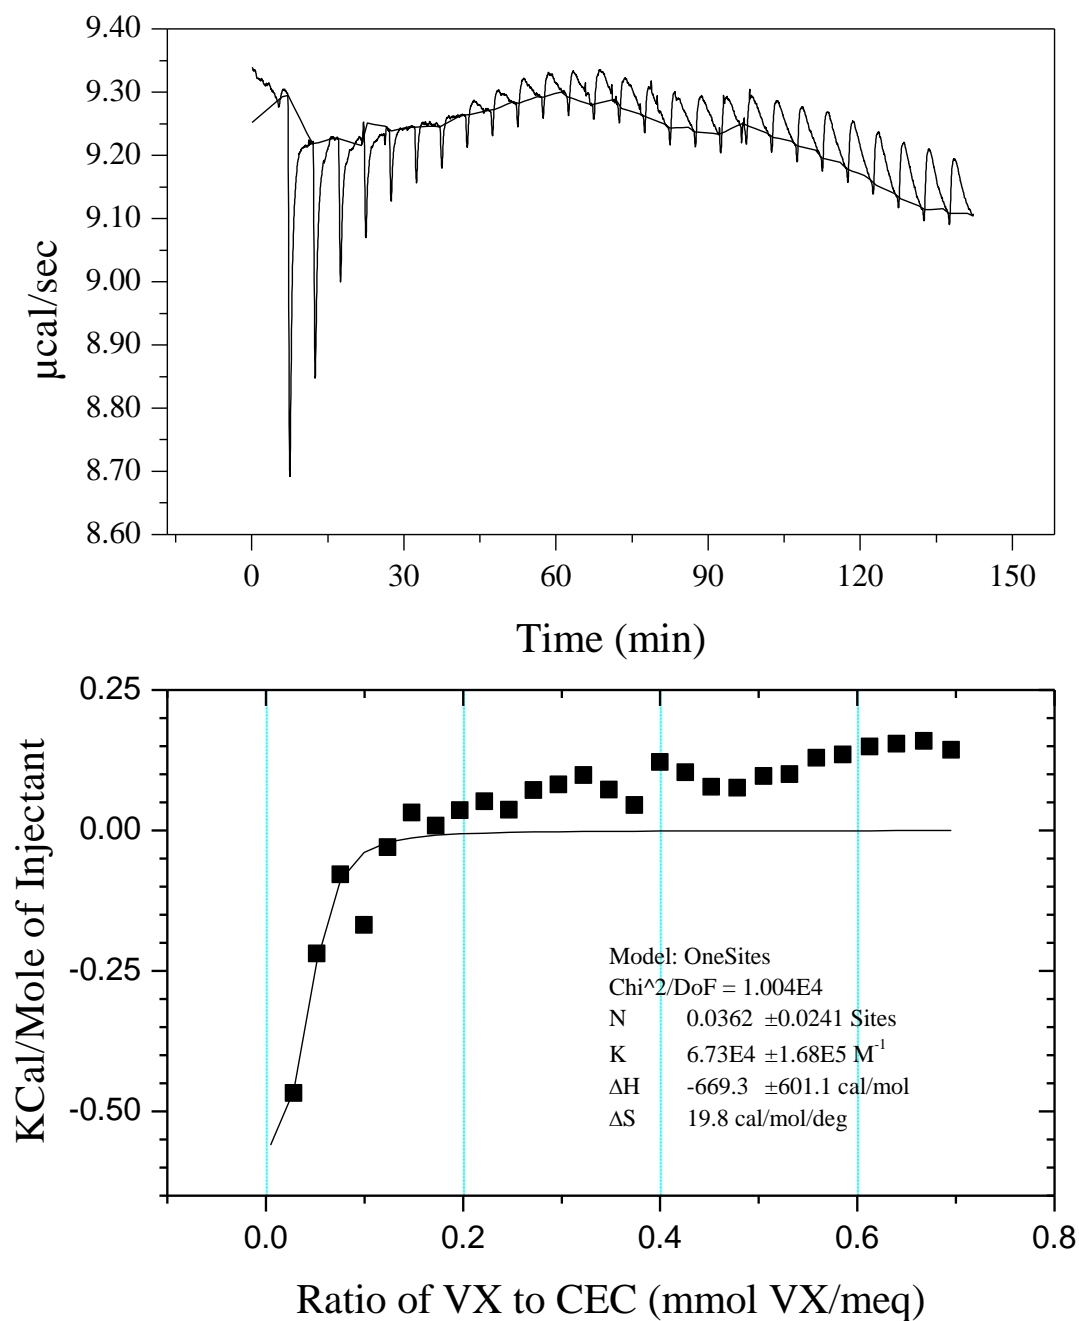 9.40
9.30
9.20
9.10
9.00
8.90
8.80
8.70
8.60
µcal/sec
0 30 60 90 120 150
Time (min)
0.25
0.00
-0.25
-0.50
KCal/Mole of Injectant
Model: OneSites
Chi^2/DoF = 1.004E4
N 0.0362 ±0.0241 Sites
K 6.73E4 ±1.68E5 M⁻¹
ΔH -669.3 ±601.1 cal/mol
ΔS 19.8 cal/mol/deg
0.0 0.2 0.4 0.6 0.8
Ratio of VX to CEC (mmol VX/meq)